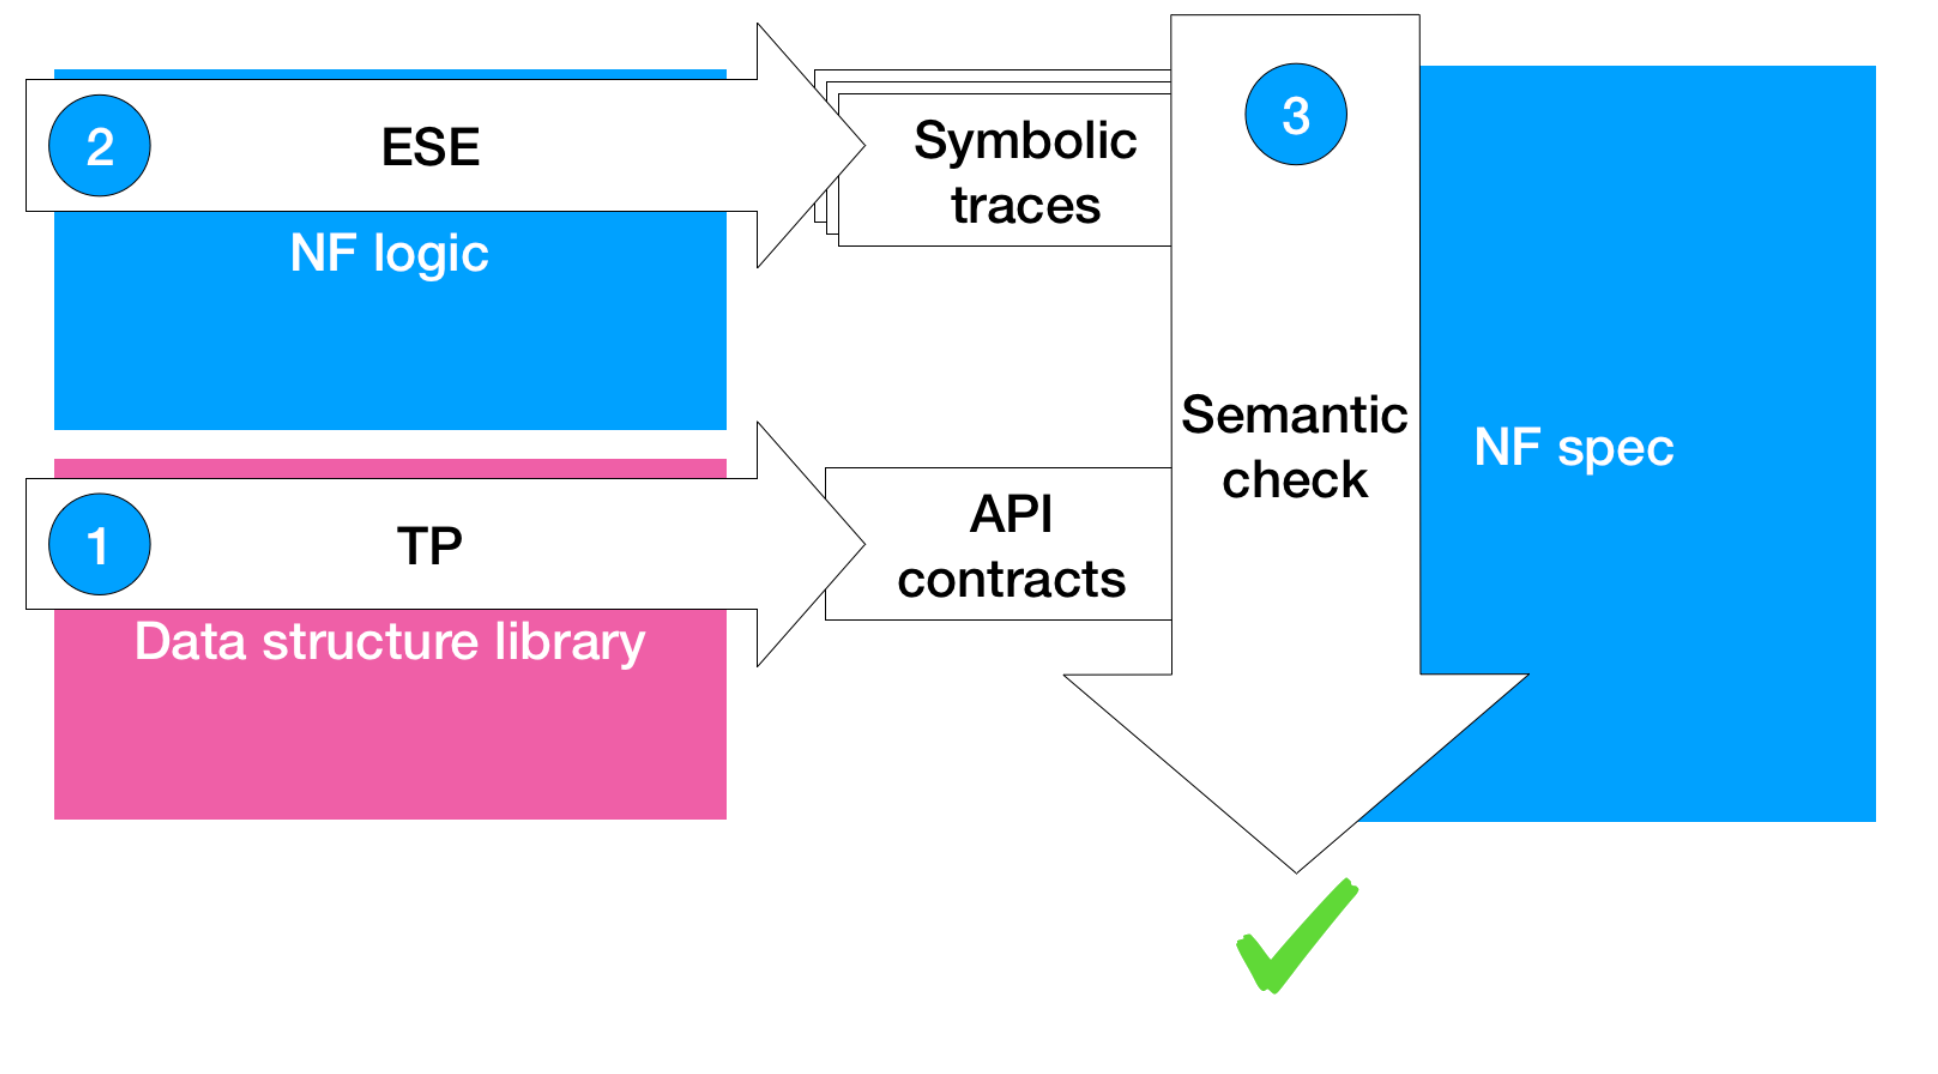 2
ESE
Symbolic
traces
3
NF logic
Semantic
check
NF spec
1
TP
API
contracts
Data structure library